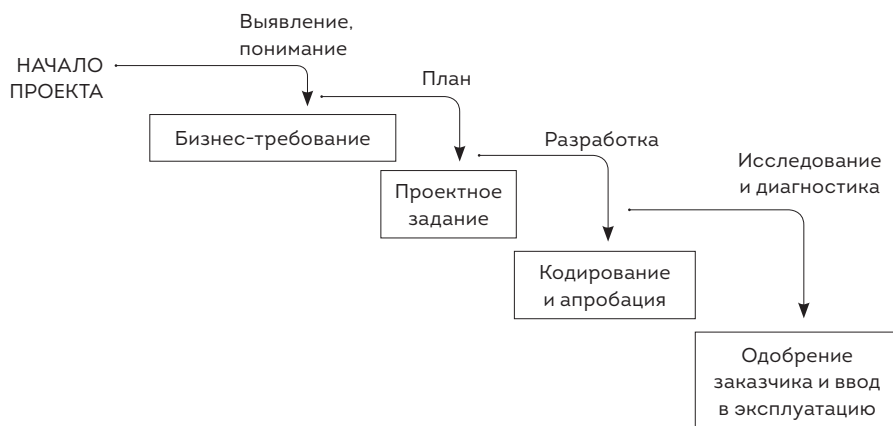 Выявление,
понимание
НАЧАЛО
ПРОЕКТА
План
Бизнес-требование
Разработка
Проектное
задание
Исследование
и диагностика
Кодирование
и апробация
Одобрение
заказчика и ввод
в эксплуатацию